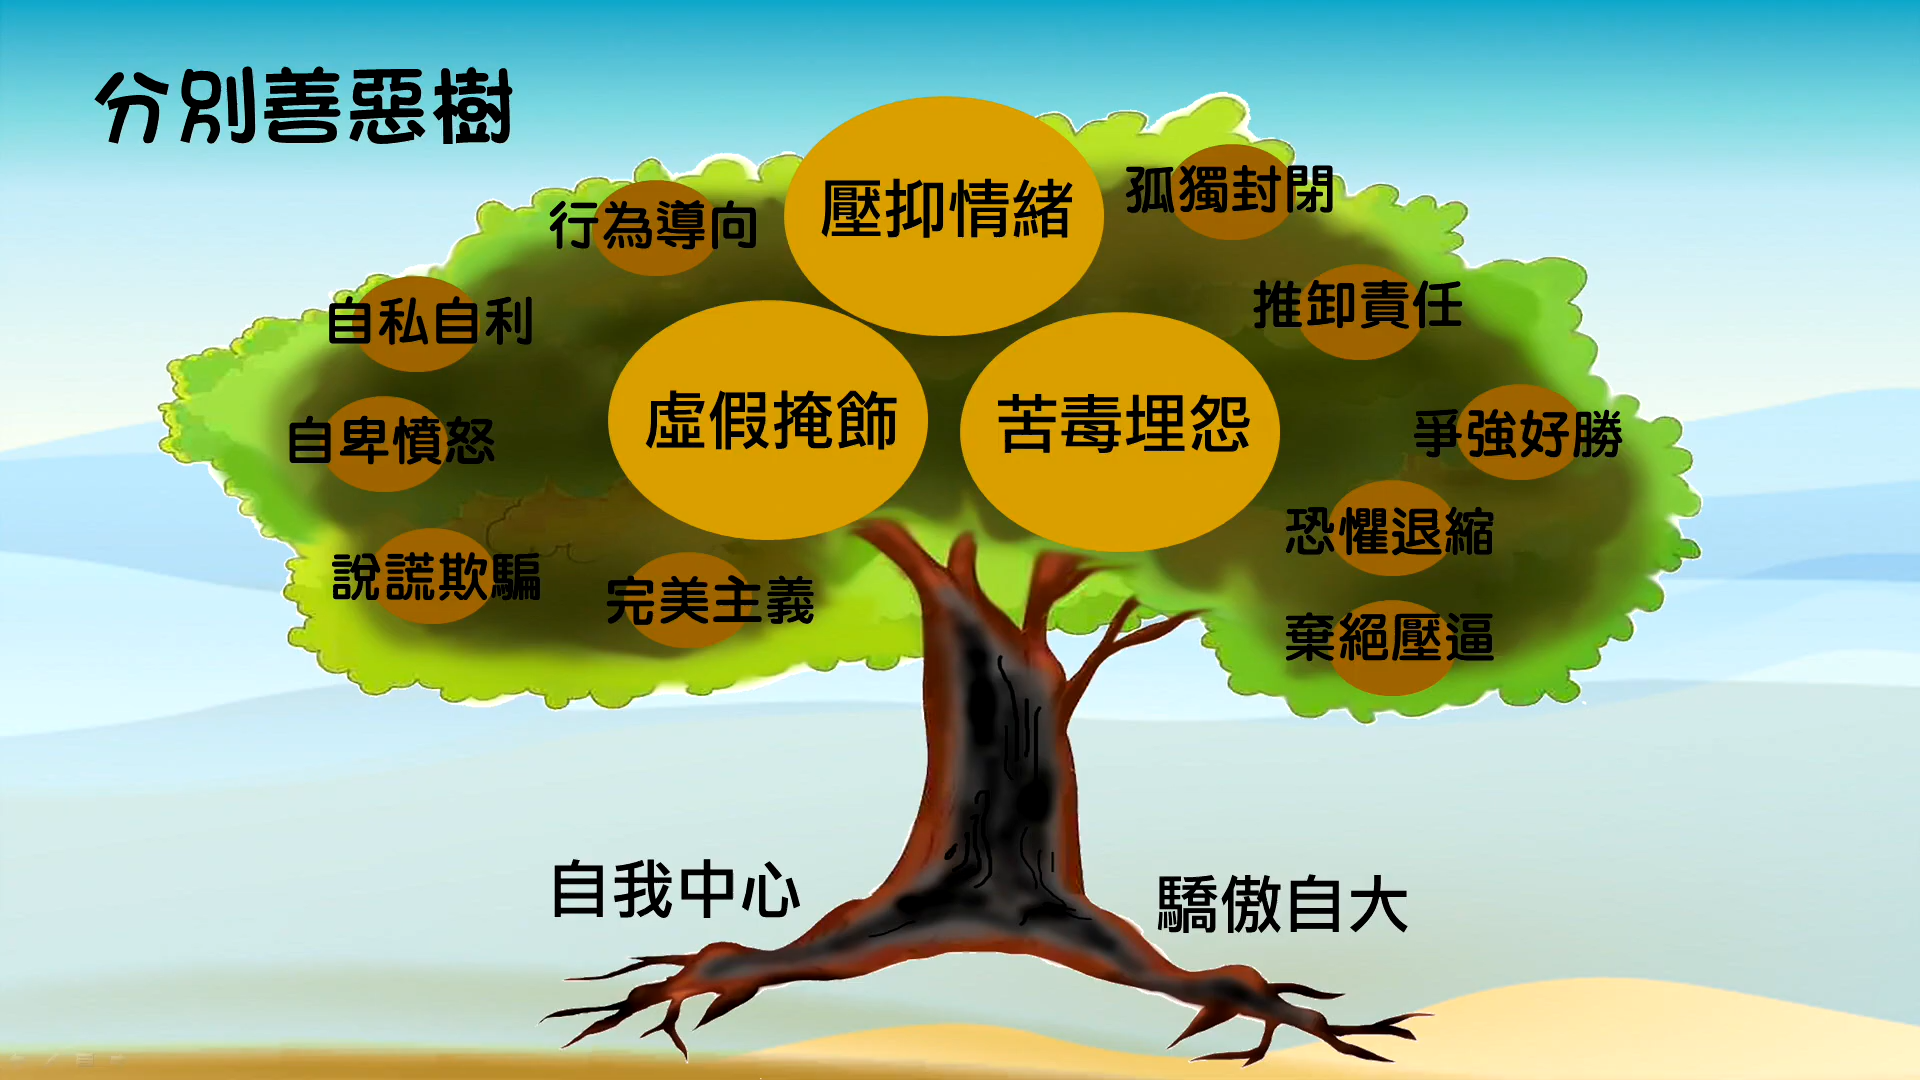 分別善惡樹
壓抑情緒
孤獨封閉
行為導向
推卸責任
自私自利
虛假掩飾
苦毒埋怨
爭強好勝
自卑憤怒
恐懼退縮
說謊欺騙
完美主義
棄絕壓逼
自我中心
驕傲自大